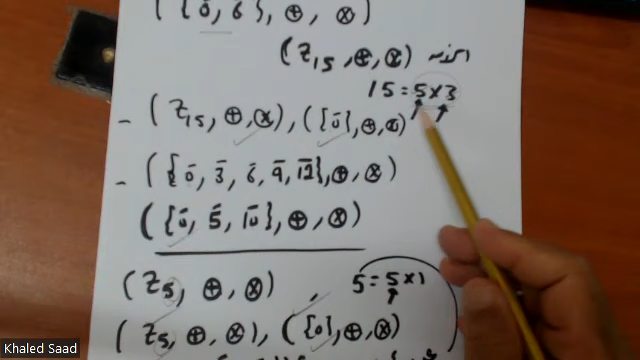 ({0̄, 6̄}, ⊕, ⊗)
(Z₁₅, ⊕, ⊗)
15 = 5×3
– (Z₁₅, ⊕, ⊗), ({0̄}, ⊕, ⊗)
– ({0̄, 3̄, 6̄, 9̄, 1̄2̄}, ⊕, ⊗)
({0̄, 5̄, 1̄0̄}, ⊕, ⊗)
(Z₅, ⊕, ⊗) 5 = 5×1
(Z₅, ⊕, ⊗), ({0̄}, ⊕, ⊗)
Khaled Saad